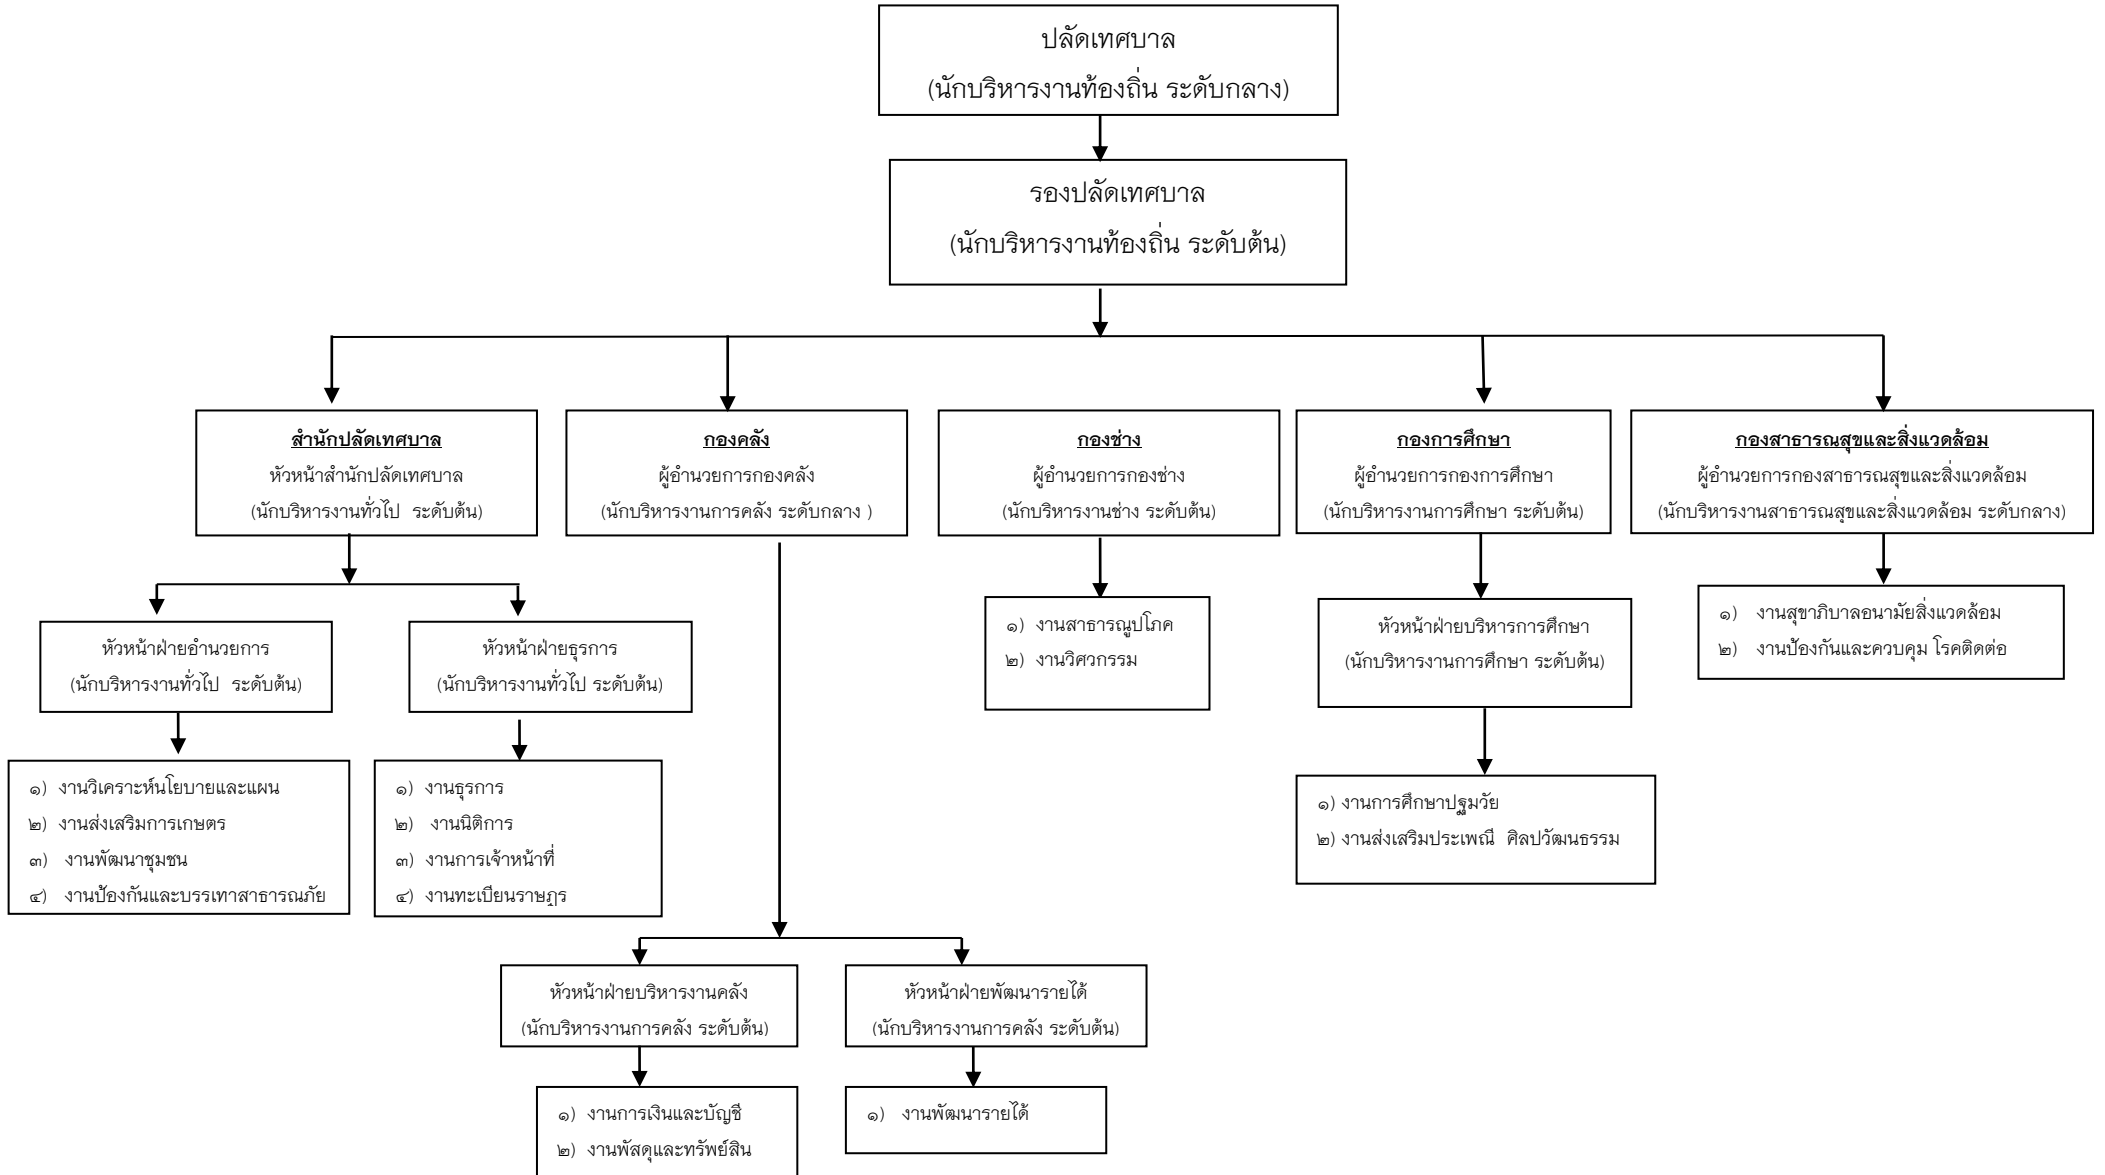 ปลัดเทศบาล
(นักบริหารงานท้องถิ่น ระดับกลาง)
รองปลัดเทศบาล
(นักบริหารงานท้องถิ่น ระดับต้น)
สำนักปลัดเทศบาล
หัวหน้าสำนักปลัดเทศบาล
(นักบริหารงานทั่วไป ระดับต้น)
กองคลัง
ผู้อำนวยการกองคลัง
(นักบริหารงานการคลัง ระดับกลาง )
กองช่าง
ผู้อำนวยการกองช่าง
(นักบริหารงานช่าง ระดับต้น)
กองการศึกษา
ผู้อำนวยการกองการศึกษา
(นักบริหารงานการศึกษา ระดับต้น)
กองสาธารณสุขและสิ่งแวดล้อม
ผู้อำนวยการกองสาธารณสุขและสิ่งแวดล้อม
(นักบริหารงานสาธารณสุขและสิ่งแวดล้อม ระดับกลาง)
หัวหน้าฝ่ายอำนวยการ
(นักบริหารงานทั่วไป ระดับต้น)
หัวหน้าฝ่ายธุรการ
(นักบริหารงานทั่วไป ระดับต้น)
๑) งานสาธารณูปโภค
๒) งานวิศวกรรม
หัวหน้าฝ่ายบริหารการศึกษา
(นักบริหารงานการศึกษา ระดับต้น)
๑) งานสุขาภิบาลอนามัยสิ่งแวดล้อม
๒) งานป้องกันและควบคุม โรคติดต่อ
๑) งานวิเคราะห์นโยบายและแผน
๒) งานส่งเสริมการเกษตร
๓) งานพัฒนาชุมชน
๔) งานป้องกันและบรรเทาสาธารณภัย
๑) งานธุรการ
๒) งานนิติการ
๓) งานการเจ้าหน้าที่
๔) งานทะเบียนราษฎร
๑) งานการศึกษาปฐมวัย
๒) งานส่งเสริมประเพณี ศิลปวัฒนธรรม
หัวหน้าฝ่ายบริหารงานคลัง
(นักบริหารงานการคลัง ระดับต้น)
หัวหน้าฝ่ายพัฒนารายได้
(นักบริหารงานการคลัง ระดับต้น)
๑) งานการเงินและบัญชี
๒) งานพัสดุและทรัพย์สิน
๑) งานพัฒนารายได้